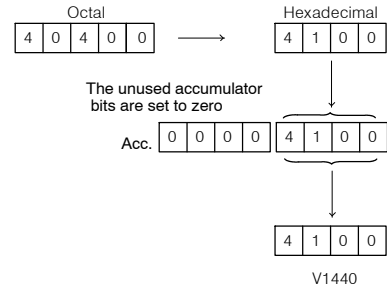 Octal Hexadecimal
4 0 4 0 0 4 1 0 0
The unused accumulator
bits are set to zero
Acc. 0 0 0 0 4 1 0 0
4 1 0 0
V1440